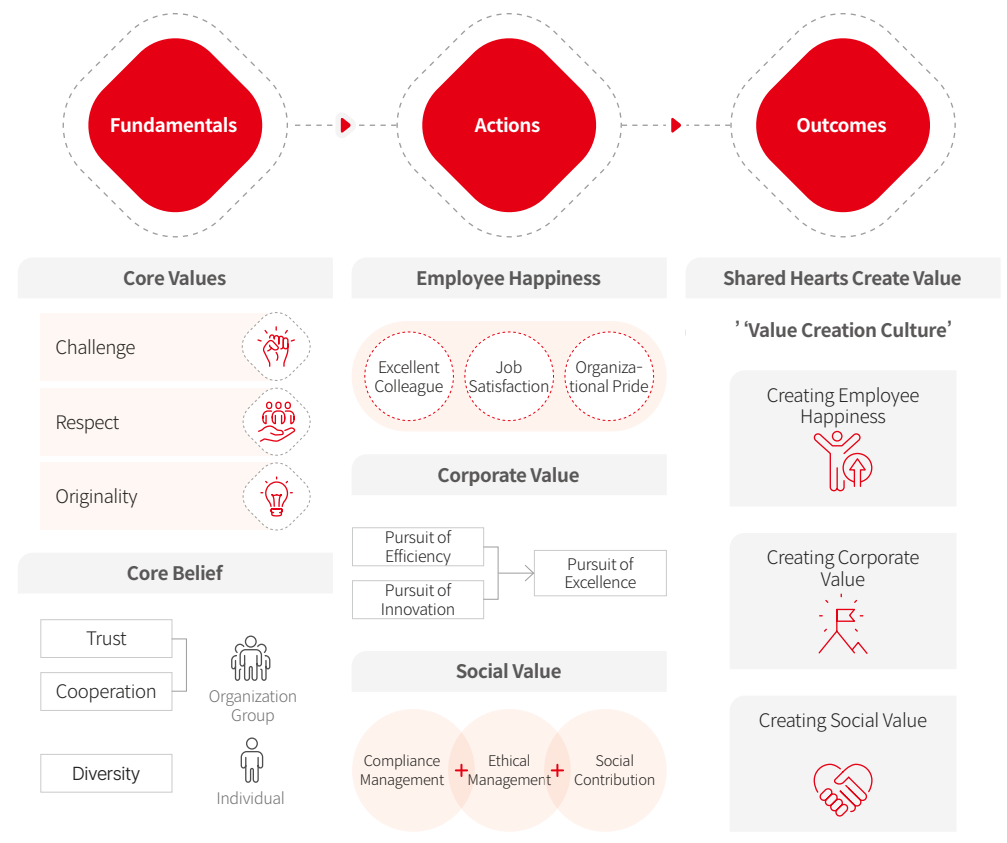 Fundamentals
Actions
Outcomes
Core Values
Challenge
Respect
Originality
Core Belief
Trust
Cooperation
Organization
Group
Diversity
Individual
Employee Happiness
Excellent
Colleague
Job
Satisfaction
Organiza-
tional Pride
Corporate Value
Pursuit of
Efficiency
Pursuit of
Innovation
Pursuit of
Excellence
Social Value
Compliance
Management
+
Ethical
Management
+
Social
Contribution
Shared Hearts Create Value
’ ‘Value Creation Culture’
Creating Employee
Happiness
Creating Corporate
Value
Creating Social Value